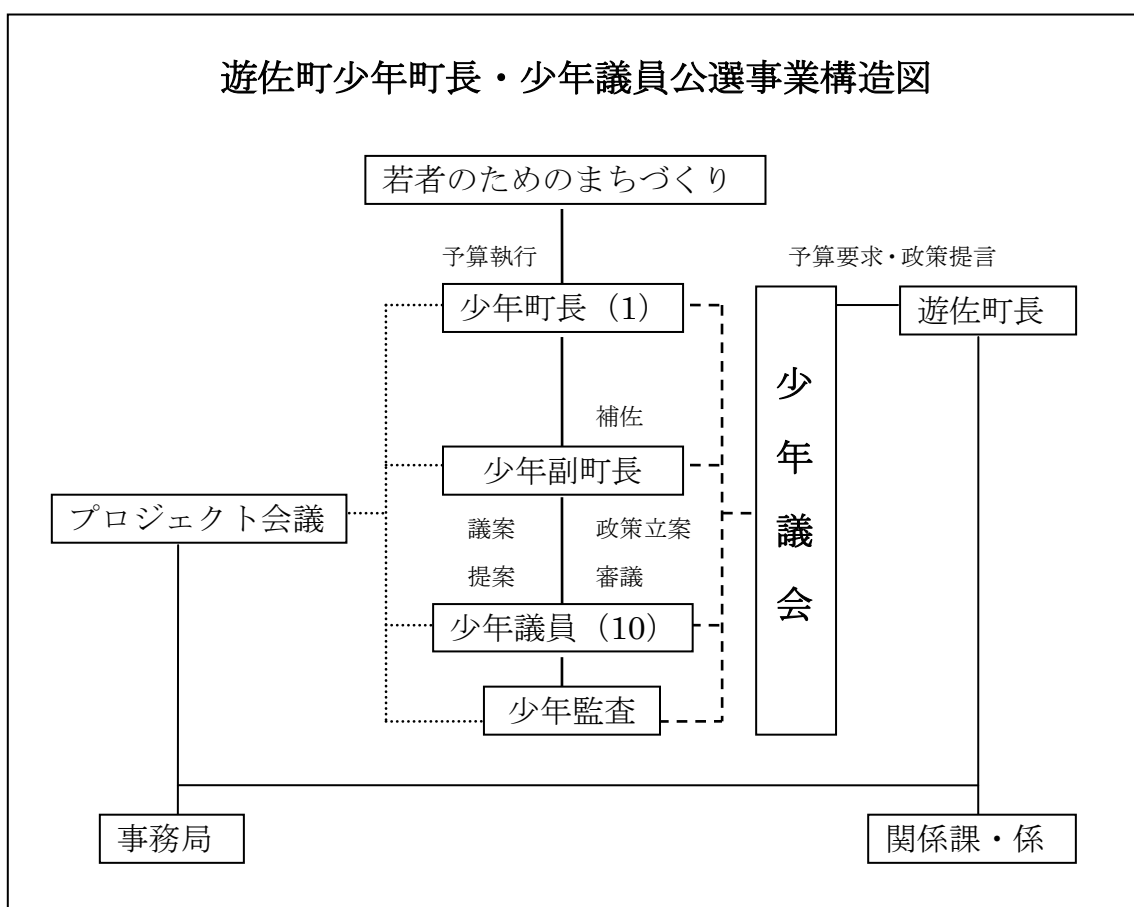 遊佐町少年町長・少年議員公選事業構造図
若者のためのまちづくり
予算執行
予算要求・政策提言
少年町長（1）
遊佐町長
補佐
少年副町長
プロジェクト会議
議案
政策立案
提案
審議
少年議員（10）
少年監査
少年議会
事務局
関係課・係